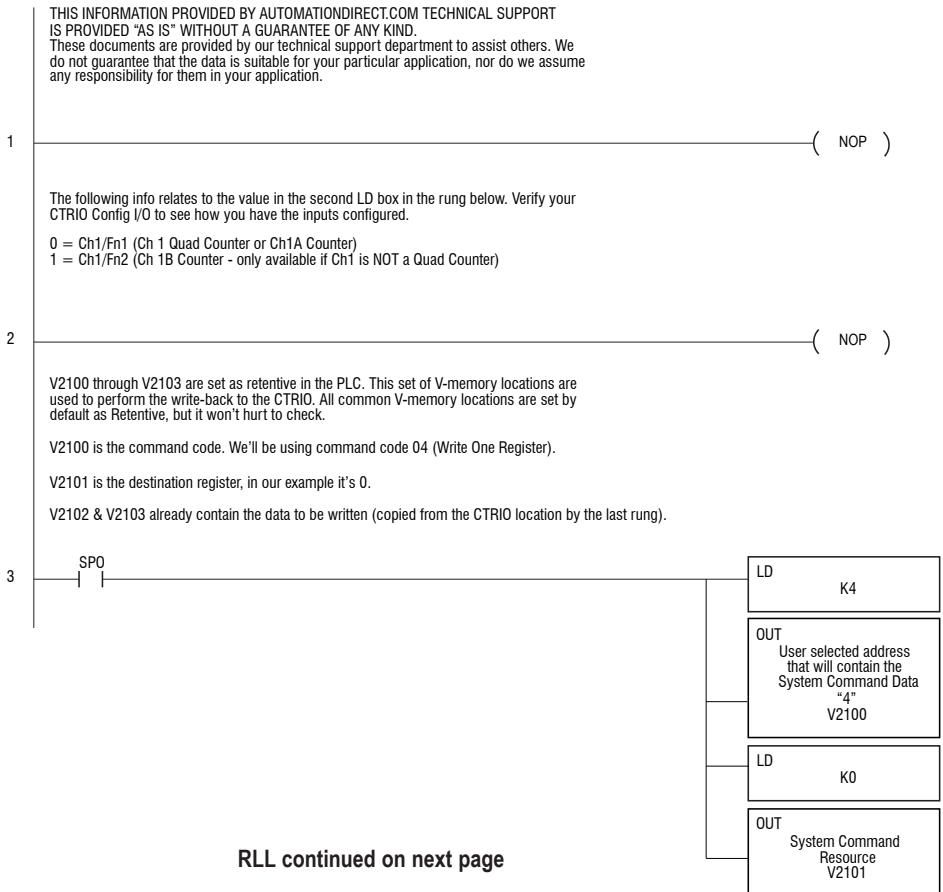 THIS INFORMATION PROVIDED BY AUTOMATIONDIRECT.COM TECHNICAL SUPPORT
IS PROVIDED “AS IS” WITHOUT A GUARANTEE OF ANY KIND.
These documents are provided by our technical support department to assist others. We
do not guarantee that the data is suitable for your particular application, nor do we assume
any responsibility for them in your application.
1
( NOP )
The following info relates to the value in the second LD box in the rung below. Verify your
CTRIO Config I/O to see how you have the inputs configured.
0 = Ch1/Fn1 (Ch 1 Quad Counter or Ch1A Counter)
1 = Ch1/Fn2 (Ch 1B Counter - only available if Ch1 is NOT a Quad Counter)
2
( NOP )
V2100 through V2103 are set as retentive in the PLC. This set of V-memory locations are
used to perform the write-back to the CTRIO. All common V-memory locations are set by
default as Retentive, but it won’t hurt to check.
V2100 is the command code. We’ll be using command code 04 (Write One Register).
V2101 is the destination register, in our example it’s 0.
V2102 & V2103 already contain the data to be written (copied from the CTRIO location by the last rung).
3
SP0
LD
K4
OUT
User selected address
that will contain the
System Command Data
“4”
V2100
LD
K0
OUT
System Command
Resource
V2101
RLL continued on next page